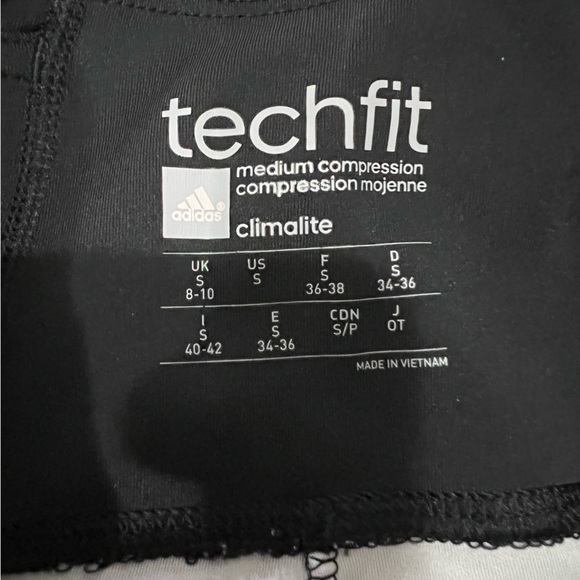 techfit
medium compression
compression mojenne
adidas®
climalite
UK US F D
S S S S
8-10 36-38 34-36
I E CDN J
S S S/P OT
40-42 34-36
MADE IN VIETNAM